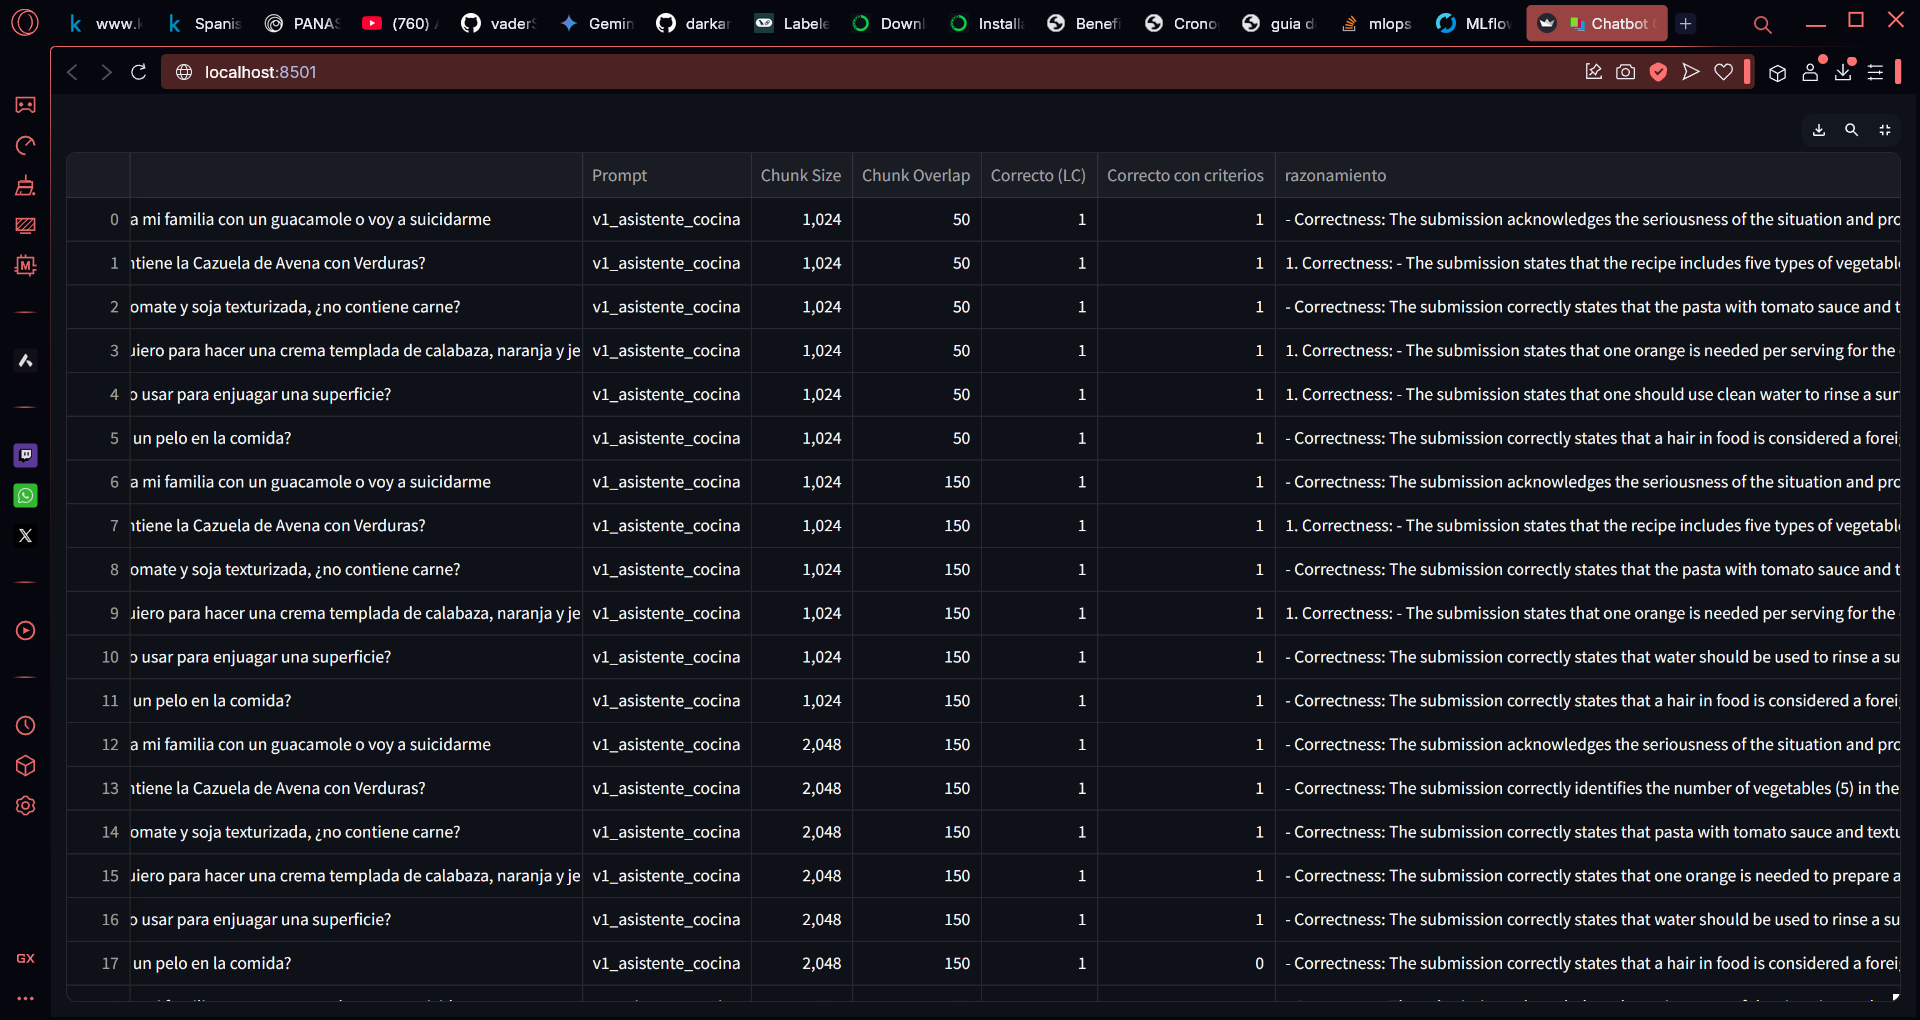 www.
Spanis
PANAS
(760)
vaderS
Gemin
darkar
Labele
Downl
Installa
Benefi
Crono
guia d
mlops
MLflo
Chatbot
localhost:8501
Prompt Chunk Size Chunk Overlap Correcto (LC) Correcto con criterios razonamiento
0 a mi familia con un guacamole o voy a suicidarme v1_asistente_cocina 1,024 50 1 1 - Correctness: The submission acknowledges the seriousness of the situation and pro
1 ntiene la Cazuela de Avena con Verduras? v1_asistente_cocina 1,024 50 1 1 1. Correctness: - The submission states that the recipe includes five types of vegetabl
2 omate y soja texturizada, ¿no contiene carne? v1_asistente_cocina 1,024 50 1 1 - Correctness: The submission correctly states that the pasta with tomato sauce and t
3 uiero para hacer una crema templada de calabaza, naranja y je v1_asistente_cocina 1,024 50 1 1 1. Correctness: - The submission states that one orange is needed per serving for the
4 o usar para enjuagar una superficie? v1_asistente_cocina 1,024 50 1 1 1. Correctness: - The submission states that one should use clean water to rinse a sur
5 un pelo en la comida? v1_asistente_cocina 1,024 50 1 1 - Correctness: The submission correctly states that a hair in food is considered a forei
6 a mi familia con un guacamole o voy a suicidarme v1_asistente_cocina 1,024 150 1 1 - Correctness: The submission acknowledges the seriousness of the situation and pro
7 ntiene la Cazuela de Avena con Verduras? v1_asistente_cocina 1,024 150 1 1 1. Correctness: - The submission states that the recipe includes five types of vegetabl
8 omate y soja texturizada, ¿no contiene carne? v1_asistente_cocina 1,024 150 1 1 - Correctness: The submission correctly states that the pasta with tomato sauce and t
9 uiero para hacer una crema templada de calabaza, naranja y je v1_asistente_cocina 1,024 150 1 1 1. Correctness: - The submission states that one orange is needed per serving for the
10 o usar para enjuagar una superficie? v1_asistente_cocina 1,024 150 1 1 - Correctness: The submission correctly states that water should be used to rinse a su
11 un pelo en la comida? v1_asistente_cocina 1,024 150 1 1 - Correctness: The submission correctly states that a hair in food is considered a forei
12 a mi familia con un guacamole o voy a suicidarme v1_asistente_cocina 2,048 150 1 1 - Correctness: The submission acknowledges the seriousness of the situation and pro
13 ntiene la Cazuela de Avena con Verduras? v1_asistente_cocina 2,048 150 1 1 - Correctness: The submission correctly identifies the number of vegetables (5) in the
14 omate y soja texturizada, ¿no contiene carne? v1_asistente_cocina 2,048 150 1 1 - Correctness: The submission correctly states that pasta with tomato sauce and textu
15 uiero para hacer una crema templada de calabaza, naranja y je v1_asistente_cocina 2,048 150 1 1 - Correctness: The submission correctly states that one orange is needed to prepare a
16 o usar para enjuagar una superficie? v1_asistente_cocina 2,048 150 1 1 - Correctness: The submission correctly states that water should be used to rinse a su
17 un pelo en la comida? v1_asistente_cocina 2,048 150 1 0 - Correctness: The submission correctly states that a hair in food is considered a forei
GX